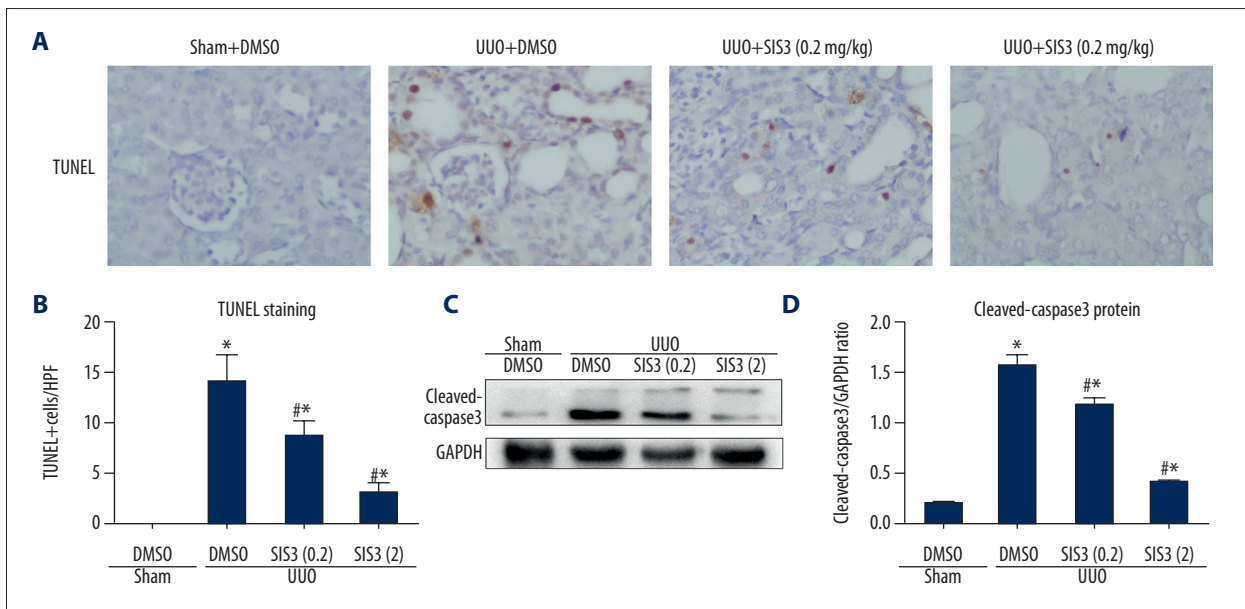 A
Sham+DMSO UUO+DMSO UUO+SIS3 (0.2 mg/kg) UUO+SIS3 (0.2 mg/kg)
TUNEL
B
TUNEL staining
20
15
10
5
0
TUNEL+cells/HPF
*
#*
#*
DMSO DMSO SIS3 (0.2) SIS3 (2)
Sham UUO
C
Sham UUO
DMSO DMSO SIS3 (0.2) SIS3 (2)
Cleaved-
caspase3
GAPDH
D
Cleaved-caspase3 protein
2.0
1.5
1.0
0.5
0.0
Cleaved-caspase3/GAPDH ratio
*
#*
#*
DMSO DMSO SIS3 (0.2) SIS3 (2)
Sham UUO